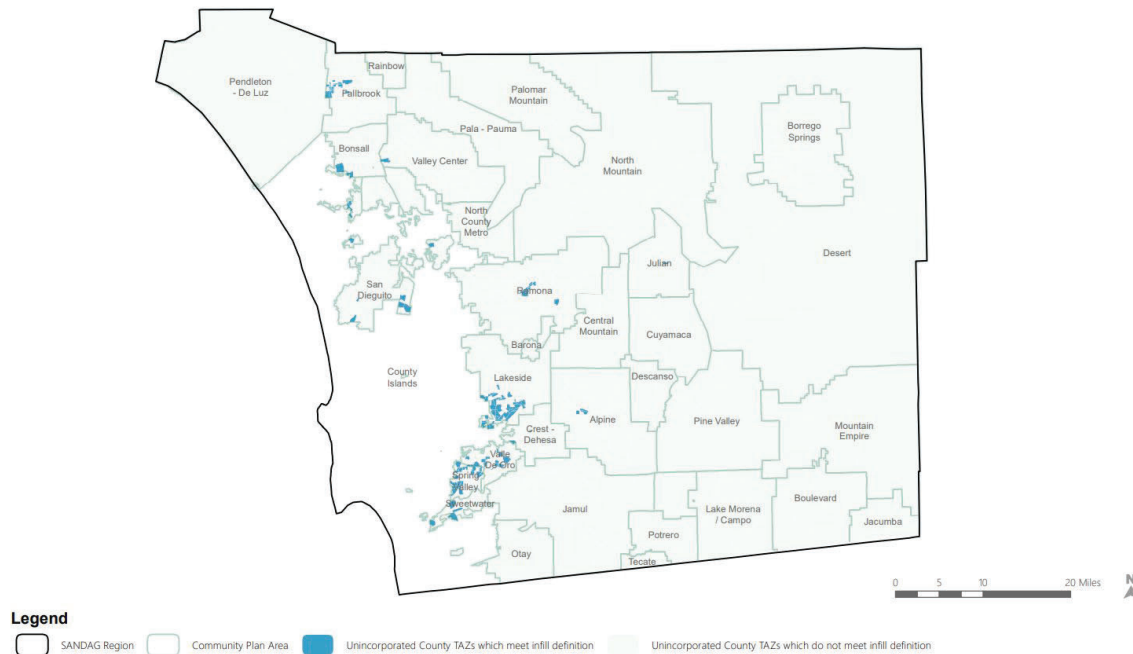 Rainbow
Pendleton
- De Luz
Fallbrook
Palomar
Mountain
Borrego
Springs
Pala - Pauma
Bonsall
Valley Center
North
Mountain
North
County
Metro
Desert
Julian
San
Dieguito
Ramona
Central
Mountain
Cuyamaca
Barona
County
Islands
Lakeside
Descanso
Crest -
Dehesa
Alpine
Pine Valley
Mountain
Empire
Valle
De Oro
Spring
Valley
Sweetwater
Jamul
Lake Morena
/ Campo
Boulevard
Jacumba
Potrero
Otay
Tecate
0 5 10 20 Miles
N
Legend
SANDAG Region
Community Plan Area
Unincorporated County TAZs which meet infill definition
Unincorporated County TAZs which do not meet infill definition